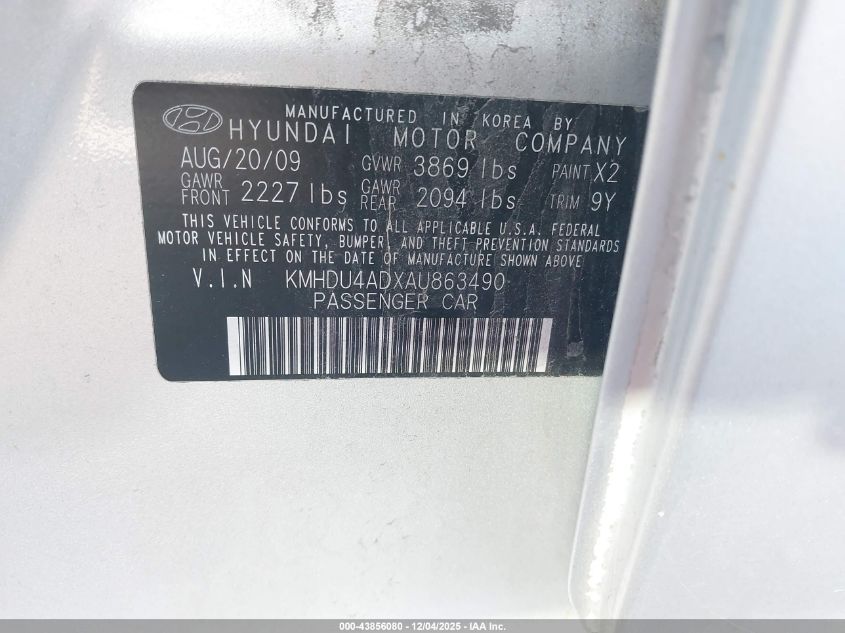 MANUFACTURED IN KOREA BY
HYUNDAI MOTOR COMPANY
AUG/20/09 GVWR 3869 lbs PAINT X2
GAWR FRONT 2227 lbs GAWR REAR 2094 lbs TRIM 9Y
THIS VEHICLE CONFORMS TO ALL APPLICABLE U.S.A. FEDERAL
MOTOR VEHICLE SAFETY, BUMPER, AND THEFT PREVENTION STANDARDS
IN EFFECT ON THE DATE OF MANUFACTURE SHOWN ABOVE.
V.I.N KMHDU4ADXAU863490
PASSENGER CAR
000-43856080 - 12/04/2025 - IAA Inc.